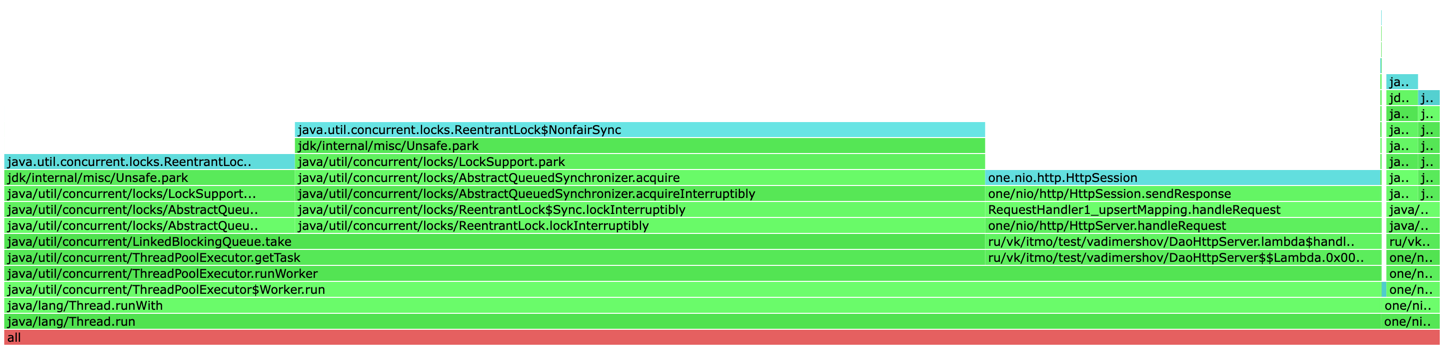 ja..
jd.. j..
ja.. j..
java.util.concurrent.locks.ReentrantLock$NonfairSync ja.. j..
jdk/internal/misc/Unsafe.park ja.. j..
java.util.concurrent.locks.ReentrantLoc.. java/util/concurrent/locks/LockSupport.park ja.. j..
jdk/internal/misc/Unsafe.park java/util/concurrent/locks/AbstractQueuedSynchronizer.acquire one.nio.http.HttpSession ja.. j..
java/util/concurrent/locks/LockSupport... java/util/concurrent/locks/AbstractQueuedSynchronizer.acquireInterruptibly one/nio/http/HttpSession.sendResponse ja.. j..
java/util/concurrent/locks/AbstractQueu.. java/util/concurrent/locks/ReentrantLock$Sync.lockInterruptibly RequestHandler1_upsertMapping.handleRequest java/..
java/util/concurrent/locks/AbstractQueu.. java/util/concurrent/locks/ReentrantLock.lockInterruptibly one/nio/http/HttpServer.handleRequest java/..
java/util/concurrent/LinkedBlockingQueue.take ru/vk/itmo/test/vadimershov/DaoHttpServer.lambda$handl.. ru/vk..
java/util/concurrent/ThreadPoolExecutor.getTask ru/vk/itmo/test/vadimershov/DaoHttpServer$$Lambda.0x00.. one/n..
java/util/concurrent/ThreadPoolExecutor.runWorker one/n..
java/util/concurrent/ThreadPoolExecutor$Worker.run one/n..
java/lang/Thread.runWith one/ni..
java/lang/Thread.run one/ni..
all